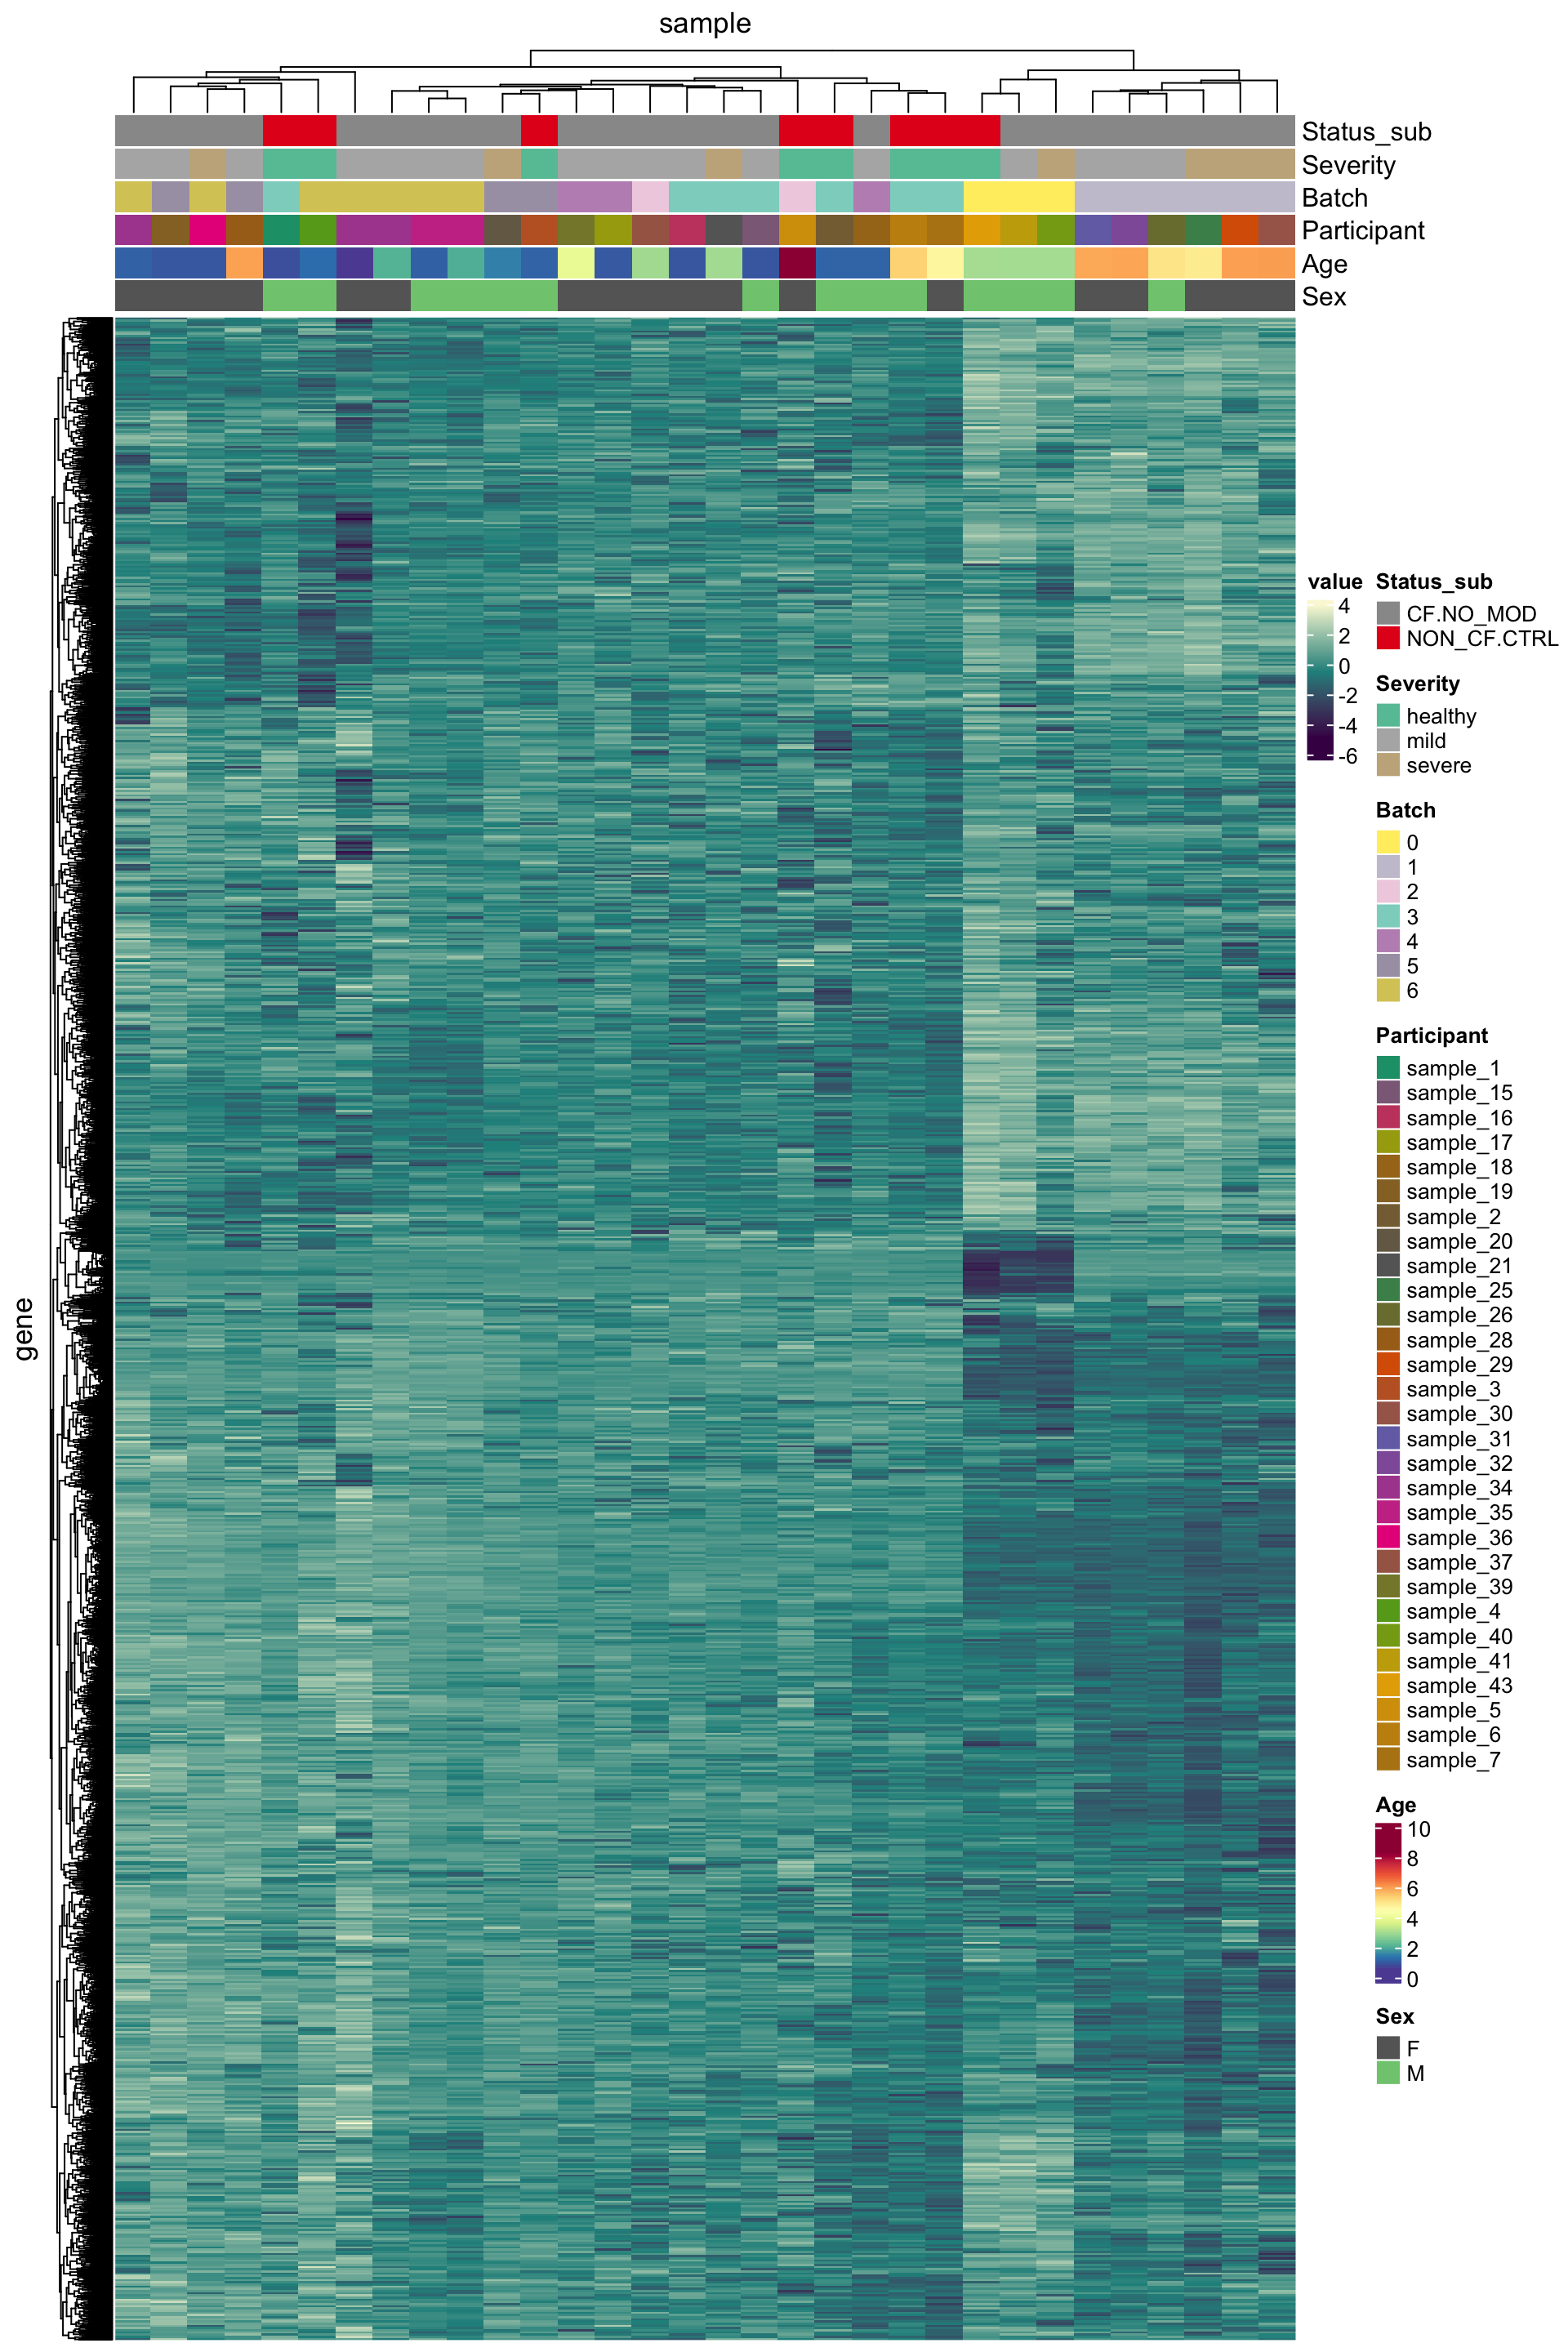 sample
Status_sub
Severity
Batch
Participant
Age
Sex
gene
value
4
2
0
-2
-4
-6
Status_sub
CF.NO_MOD
NON_CF.CTRL
Severity
healthy
mild
severe
Batch
0
1
2
3
4
5
6
Participant
sample_1
sample_15
sample_16
sample_17
sample_18
sample_19
sample_2
sample_20
sample_21
sample_25
sample_26
sample_28
sample_29
sample_3
sample_30
sample_31
sample_32
sample_34
sample_35
sample_36
sample_37
sample_39
sample_4
sample_40
sample_41
sample_43
sample_5
sample_6
sample_7
Age
10
8
6
4
2
0
Sex
F
M